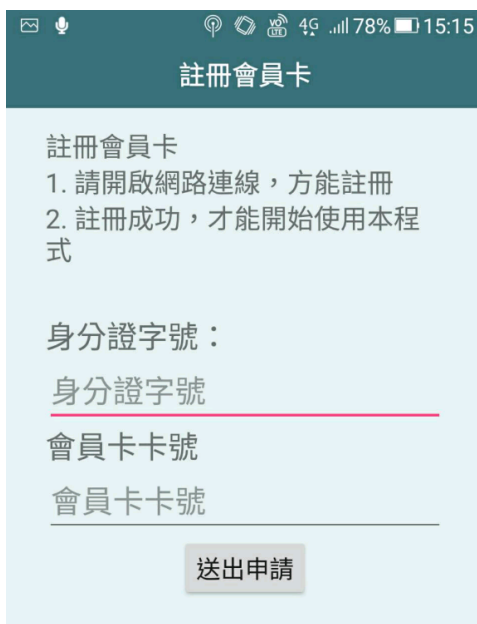 4G 78% 15:15
註冊會員卡
註冊會員卡
1. 請開啟網路連線，方能註冊
2. 註冊成功，才能開始使用本程
式
身分證字號：
身分證字號
會員卡卡號
會員卡卡號
送出申請